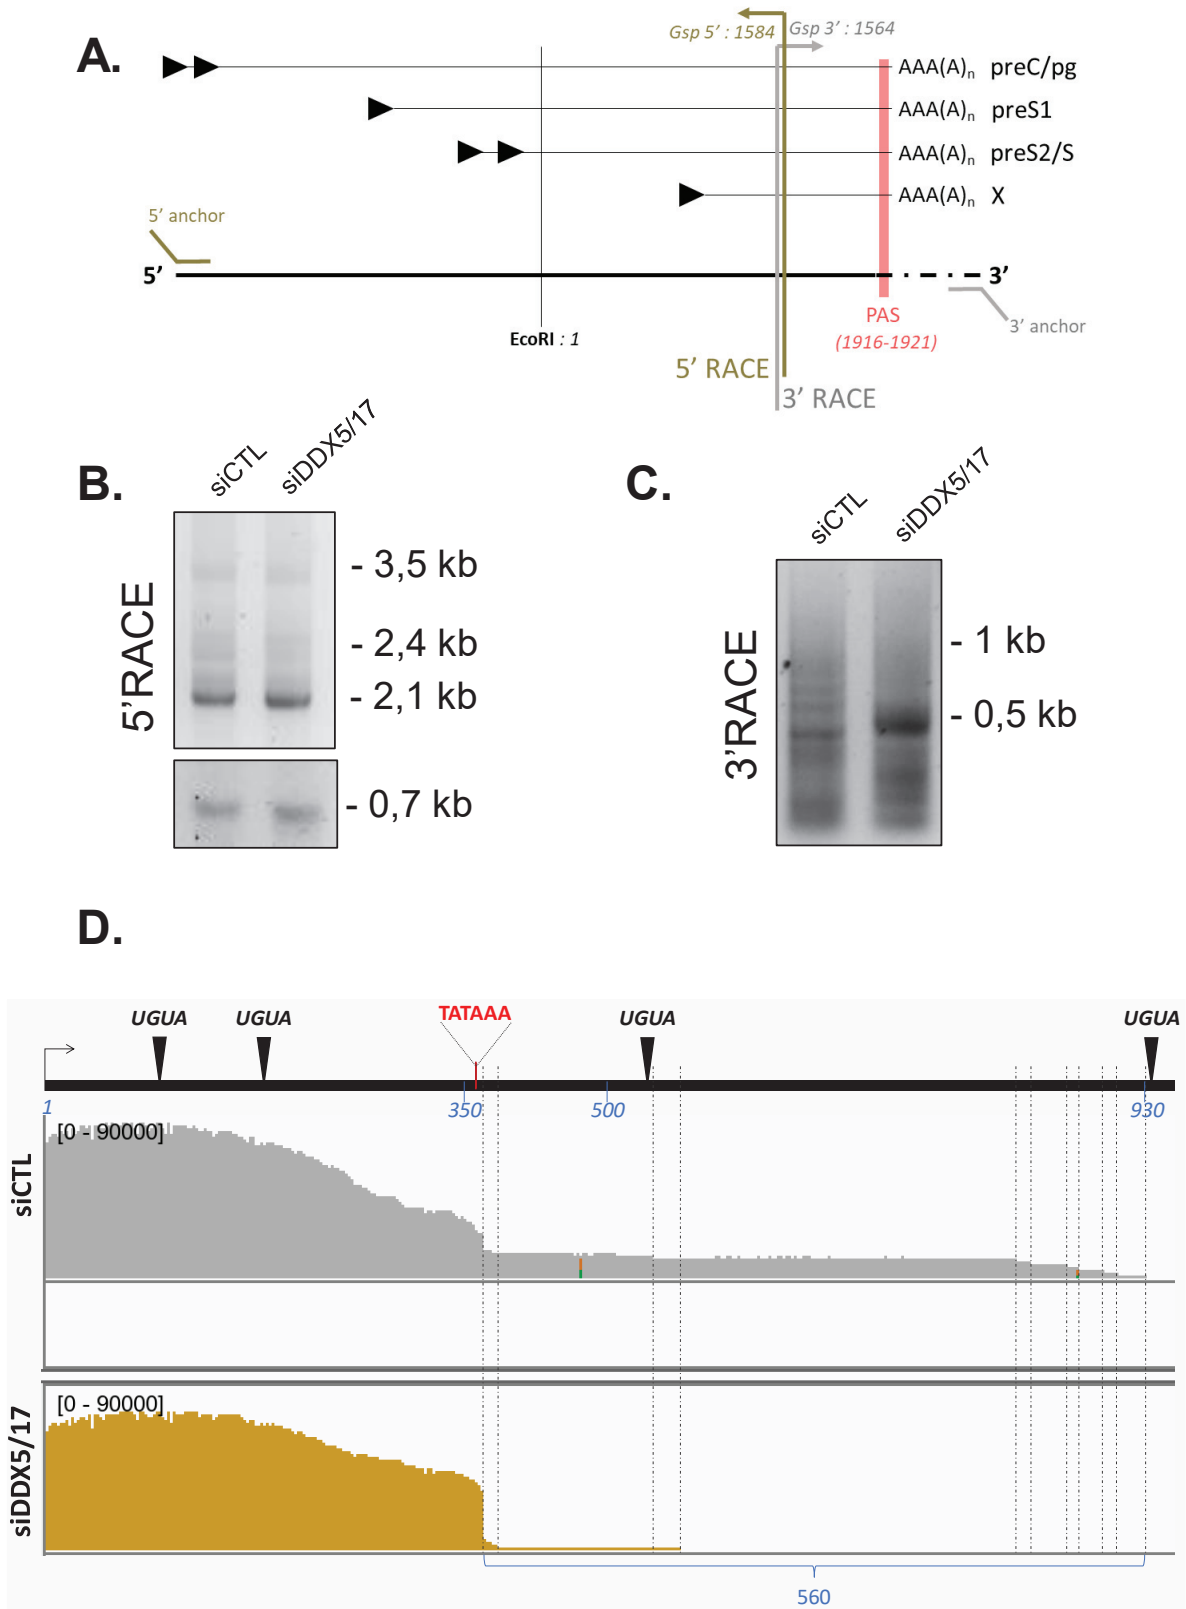 A.
Gsp 5’ : 1584
Gsp 3’ : 1564
AAA(A)n preC/pg
AAA(A)n preS1
AAA(A)n preS2/S
AAA(A)n X
5’ anchor
5’
3’
PAS
(1916-1921)
3’ anchor
EcoRI : 1
5’ RACE
3’ RACE
B.
siCTL
siDDX5/17
5’RACE
- 3,5 kb
- 2,4 kb
- 2,1 kb
- 0,7 kb
C.
siCTL
siDDX5/17
3’RACE
- 1 kb
- 0,5 kb
D.
UGUA
UGUA
TATAAA
UGUA
UGUA
1
350
500
930
siCTL
[0 - 90000]
siDDX5/17
[0 - 90000]
560